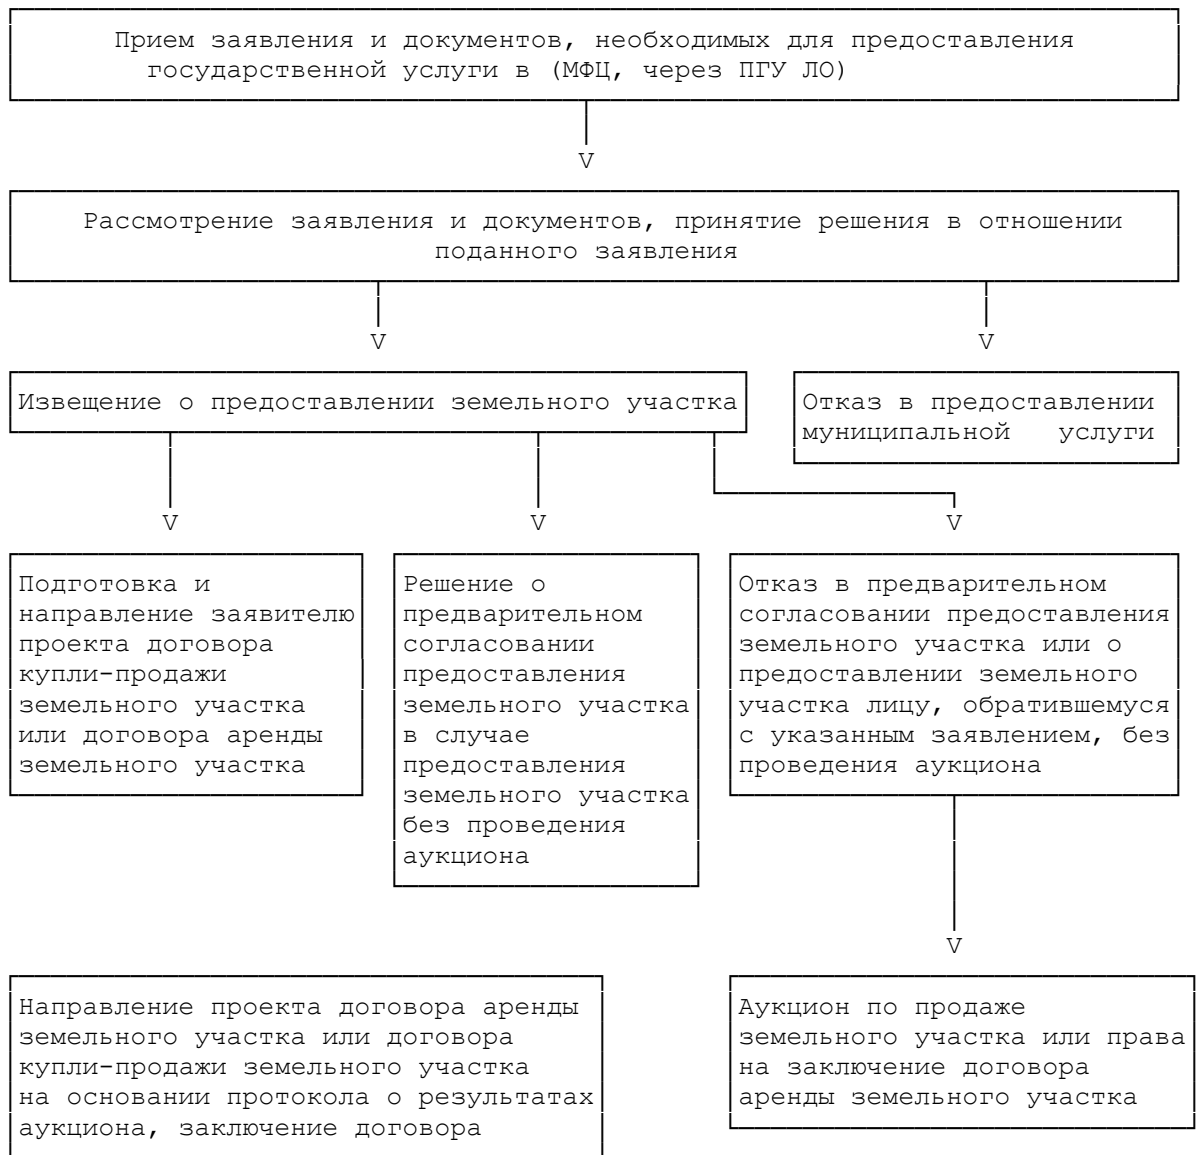 Прием заявления и документов, необходимых для предоставления
государственной услуги в (МФЦ, через ПГУ ЛО)
V
Рассмотрение заявления и документов, принятие решения в отношении
поданного заявления
V
V
Извещение о предоставлении земельного участка
Отказ в предоставлении
муниципальной услуги
V
V
V
Подготовка и
направление заявителю
проекта договора
купли-продажи
земельного участка
или договора аренды
земельного участка
Решение о
предварительном
согласовании
предоставления
земельного участка
в случае
предоставления
земельного участка
без проведения
аукциона
Отказ в предварительном
согласовании предоставления
земельного участка или о
предоставлении земельного
участка лицу, обратившемуся
с указанным заявлением, без
проведения аукциона
V
Направление проекта договора аренды
земельного участка или договора
купли-продажи земельного участка
на основании протокола о результатах
аукциона, заключение договора
Аукцион по продаже
земельного участка или права
на заключение договора
аренды земельного участка